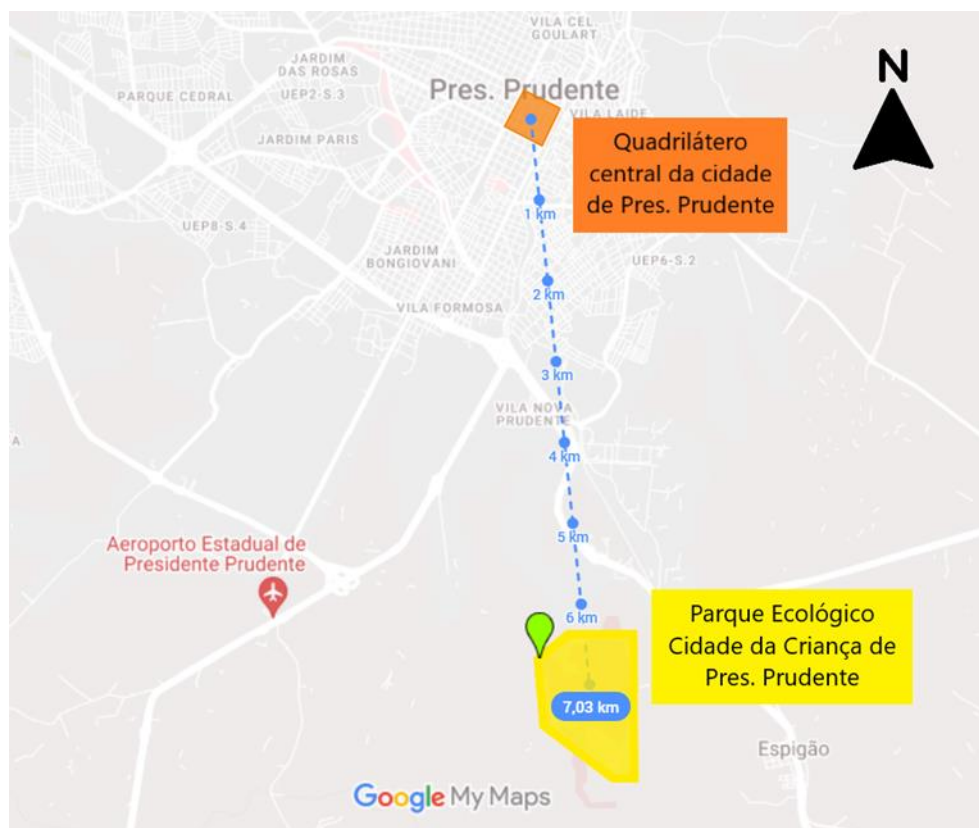 VILA CEL.
GOULART
JARDIM
DAS ROSAS
UEP2-S.3
PARQUE CEDRAL
Pres. Prudente
VILA LAIDE
N
JARDIM PARIS
Quadrilátero
central da cidade
de Pres. Prudente
1 km
UEP8-S.4
JARDIM
BONGIOVANI
UEP6-S.2
2 km
VILA FORMOSA
3 km
VILA NOVA
PRUDENTE
A
4 km
5 km
Aeroporto Estadual de
Presidente Prudente
6 km
Parque Ecológico
Cidade da Criança de
Pres. Prudente
7,03 km
Espigão
Google My Maps